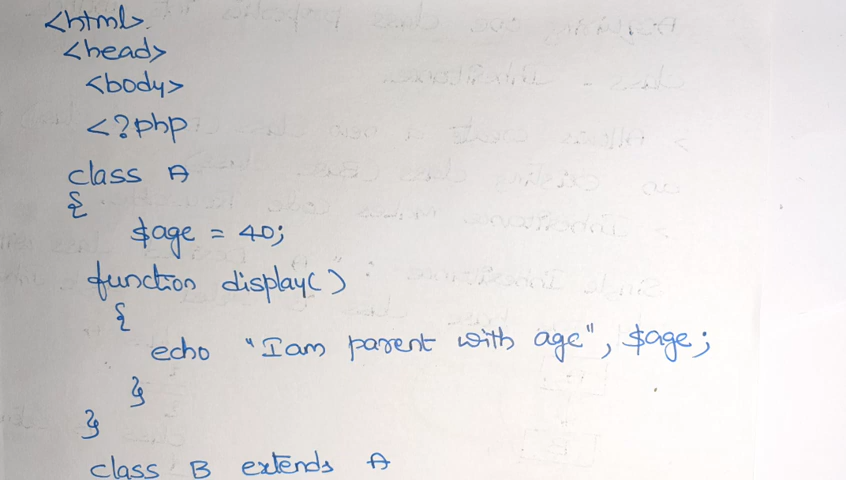 <html>
<head>
<body>
<?php
class A
{
$age = 40;
function display()
{
echo "I am parent with age", $age;
}
}
class B extends A